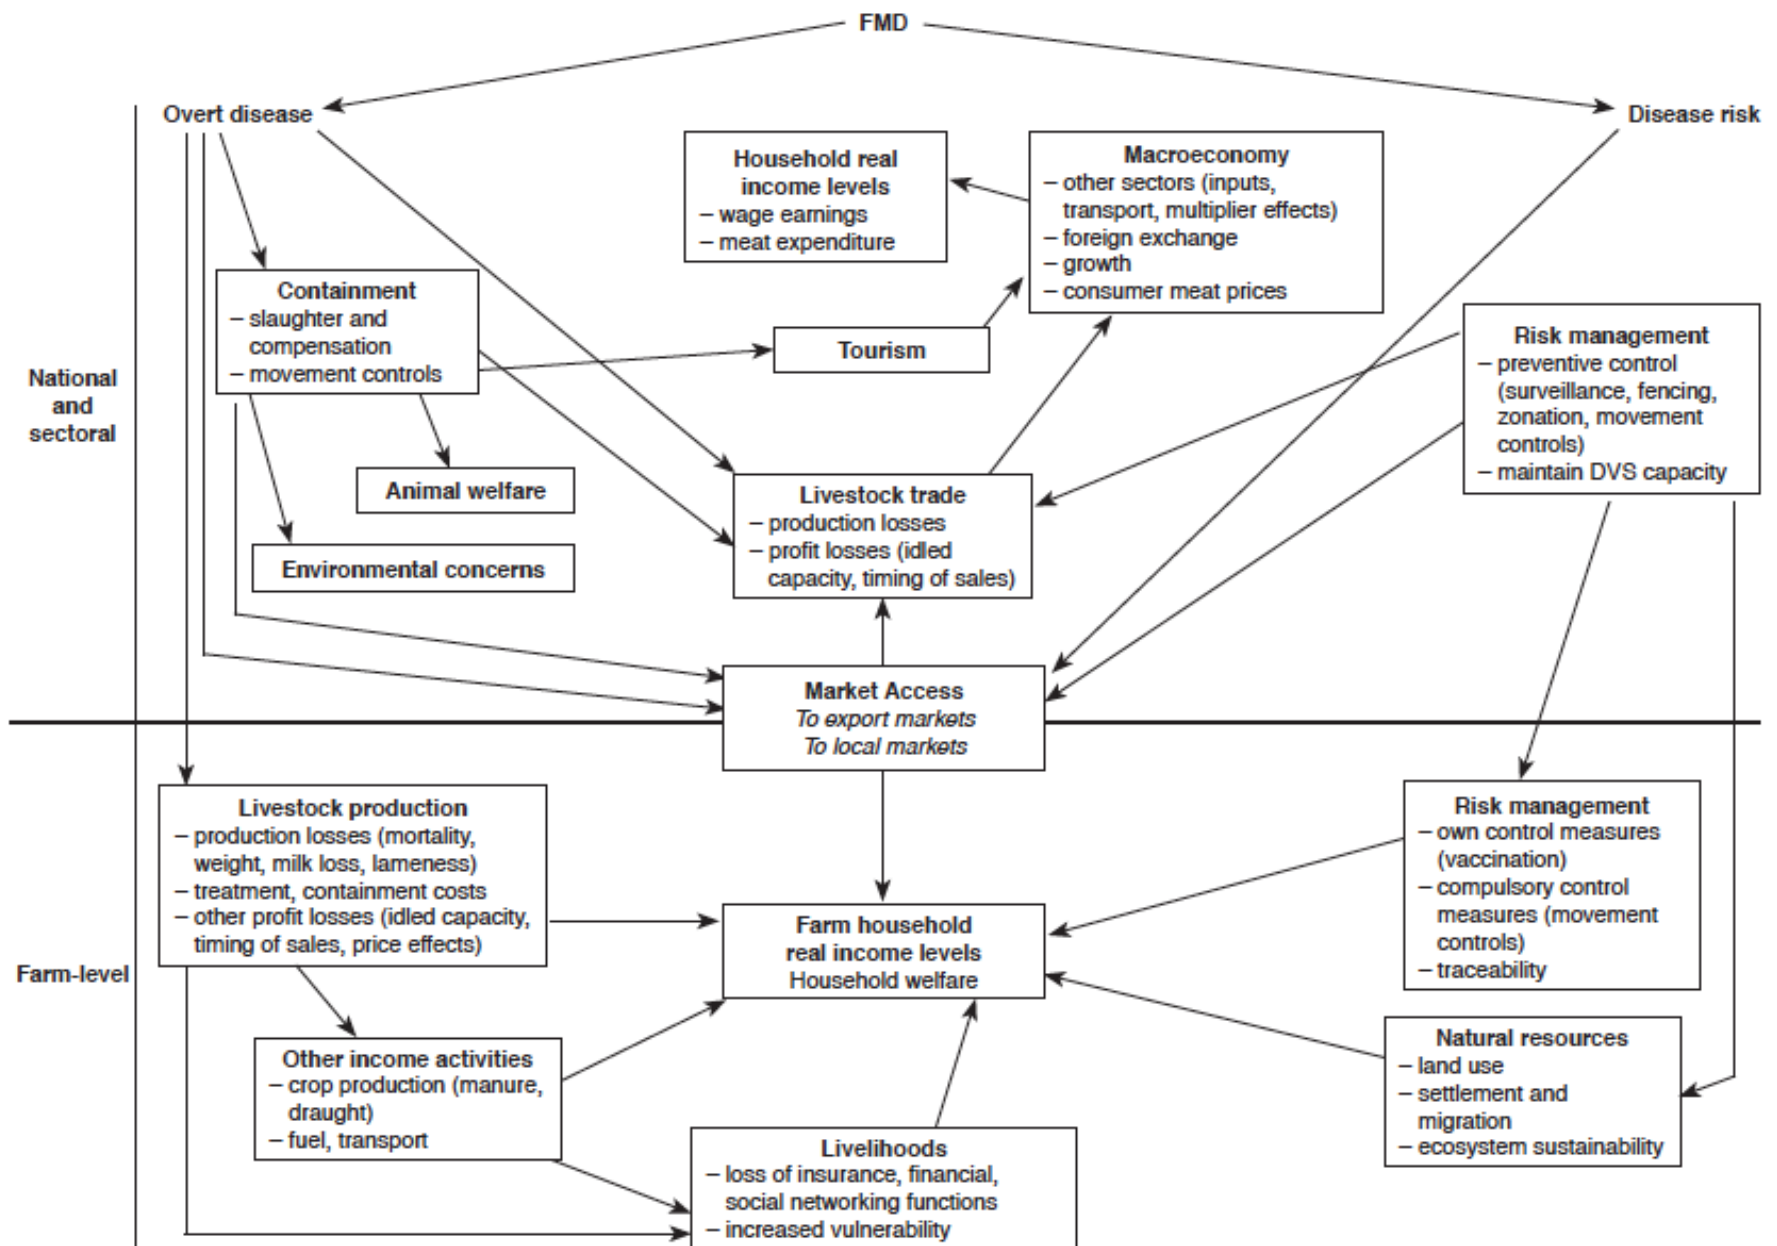 FMD
Overt disease
Disease risk
Household real
income levels
– wage earnings
– meat expenditure
Macroeconomy
– other sectors (inputs,
transport, multiplier effects)
– foreign exchange
– growth
– consumer meat prices
Containment
– slaughter and
compensation
– movement controls
Tourism
Risk management
– preventive control
(surveillance, fencing,
zonation, movement
controls)
– maintain DVS capacity
National
and
sectoral
Animal welfare
Environmental concerns
Livestock trade
– production losses
– profit losses (idled
capacity, timing of sales)
Market Access
To export markets
To local markets
Livestock production
– production losses (mortality,
weight, milk loss, lameness)
– treatment, containment costs
– other profit losses (idled capacity,
timing of sales, price effects)
Farm household
real income levels
Household welfare
Risk management
– own control measures
(vaccination)
– compulsory control
measures (movement
controls)
– traceability
Farm-level
Other income activities
– crop production (manure,
draught)
– fuel, transport
Natural resources
– land use
– settlement and
migration
– ecosystem sustainability
Livelihoods
– loss of insurance, financial,
social networking functions
– increased vulnerability